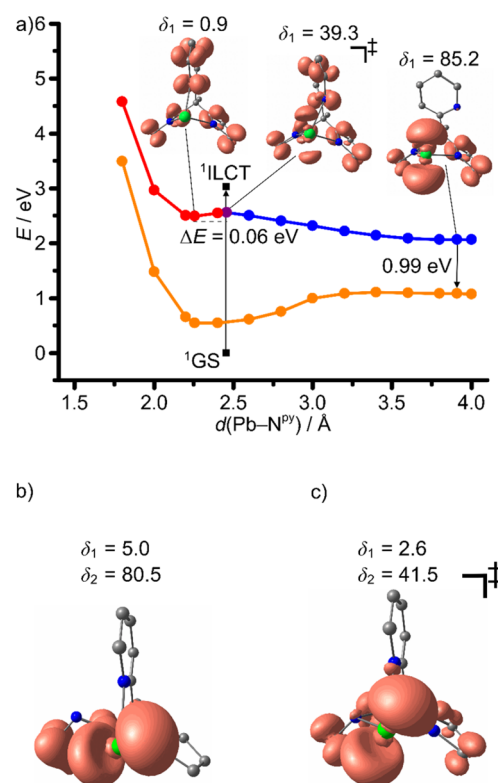 a)
δ₁ = 0.9
δ₁ = 39.3
‡
δ₁ = 85.2
¹ILCT
ΔE = 0.06 eV
0.99 eV
¹GS
E / eV
6
5
4
3
2
1
0
1.5 2.0 2.5 3.0 3.5 4.0
d(Pb–Nᵖʸ) / Å
b)
c)
δ₁ = 5.0
δ₂ = 80.5
δ₁ = 2.6
δ₂ = 41.5
‡